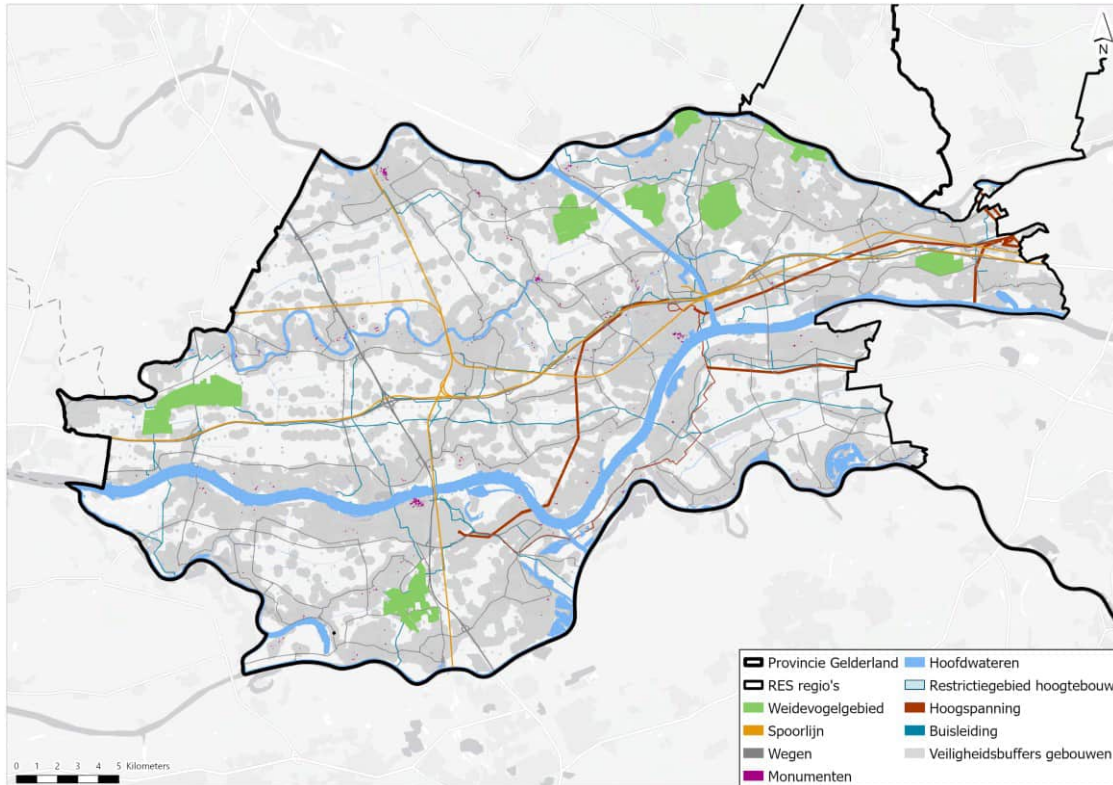 N
Provincie Gelderland
RES regio's
Weidevogelgebied
Spoorlijn
Wegen
Monumenten
Hoofdwateren
Restrictiegebied hoogtebouw
Hoogspanning
Buisleiding
Veiligheidsbuffers gebouwen
0 1 2 3 4 5 Kilometers